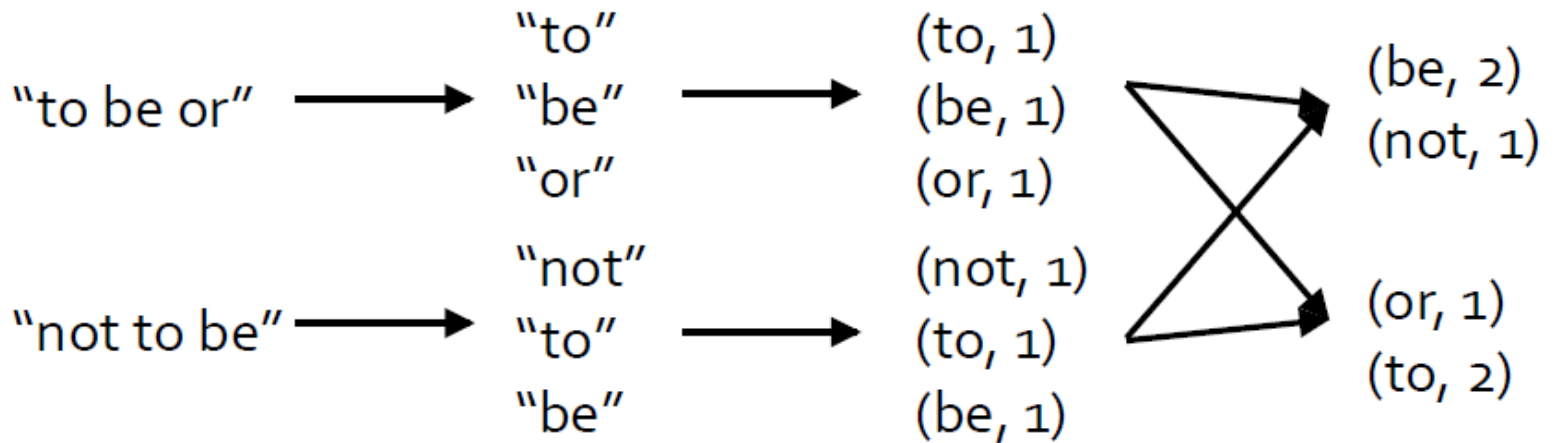 “to be or”
“to”
“be”
“or”
(to, 1)
(be, 1)
(or, 1)
(be, 2)
(not, 1)
“not to be”
“not”
“to”
“be”
(not, 1)
(to, 1)
(be, 1)
(or, 1)
(to, 2)